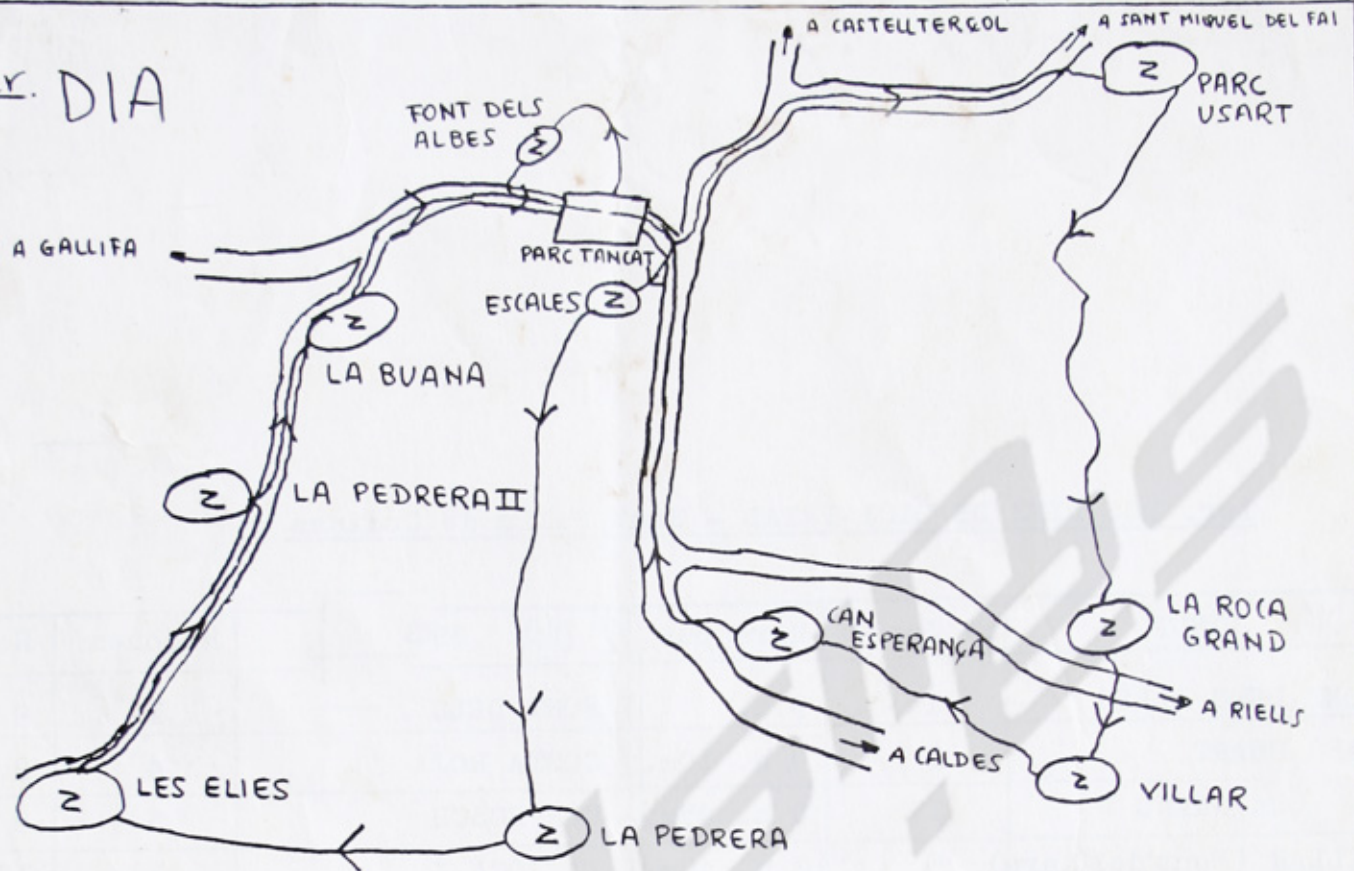 r. DIA
A CASTELLTERÇOL
A SANT MIQUEL DEL FAI
Z
PARC
USART
FONT DELS
ALBES
Z
A GALLIFA
PARC TANCAT
ESCALES
Z
Z
LA BUANA
Z
LA PEDRERA II
CAN
ESPERANÇA
Z
LA ROCA
GRAND
Z
A RIELLS
A CALDES
Z
VILLAR
Z
LES ELIES
Z
LA PEDRERA